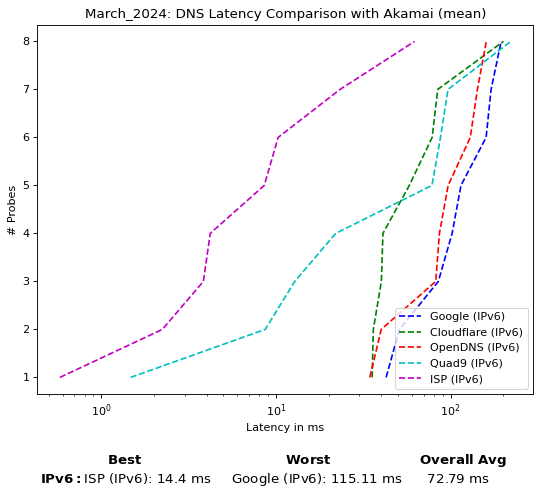 March_2024: DNS Latency Comparison with Akamai (mean)
8
7
6
5
4
3
2
1
# Probes
Google (IPv6)
Cloudflare (IPv6)
OpenDNS (IPv6)
Quad9 (IPv6)
ISP (IPv6)
10⁰ 10¹ 10²
Latency in ms
Best Worst Overall Avg
IPv6: ISP (IPv6): 14.4 ms Google (IPv6): 115.11 ms 72.79 ms